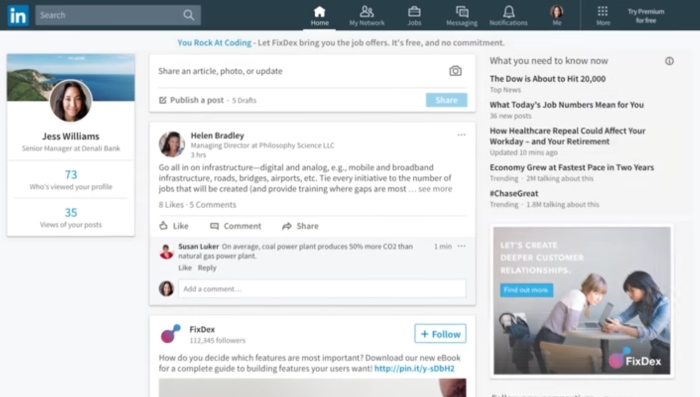 in
Search
Home
My Network
Jobs
Messaging
Notifications
Me
More
Try Premium
for free
You Rock At Coding - Let FixDex bring you the job offers. It's free, and no commitment.
Jess Williams
Senior Manager at Denali Bank
73
Who's viewed your profile
35
Views of your posts
Share an article, photo, or update
Publish a post · 5 Drafts
Share
Helen Bradley
Managing Director at Philosophy Science LLC
3 hrs
Go all in on infrastructure—digital and analog, e.g., mobile and broadband
infrastructure, roads, bridges, airports, etc. Tie every initiative to the number of
jobs that will be created (and provide training where gaps are most ... see more
8 Likes · 5 Comments
Like
Comment
Share
Susan Luker On average, coal power plant produces 50% more CO2 than
natural gas power plant.
1 min
Like Reply
Add a comment...
FixDex
112,345 followers
+ Follow
How do you decide which features are most important? Download our new eBook
for a complete guide to building features your users want! http://pin.it/y-sDbH2
What you need to know now
The Dow is About to Hit 20,000
Top News
What Today's Job Numbers Mean for You
36 new posts
How Healthcare Repeal Could Affect Your
Workday – and Your Retirement
Updated 10 mins ago
Economy Grew at Fastest Pace in Two Years
Trending · 2M talking about this
#ChaseGreat
Trending · 1.8M talking about this
LET'S CREATE
DEEPER CUSTOMER
RELATIONSHIPS.
Find out more
FixDex